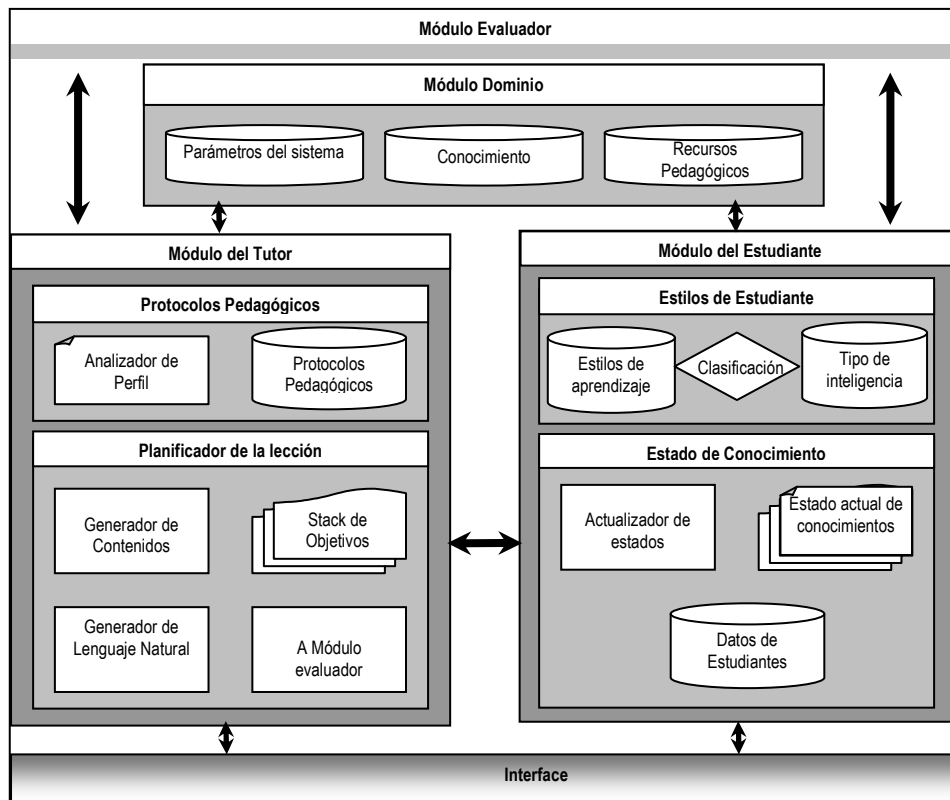 Módulo Evaluador
Módulo Dominio
Parámetros del sistema
Conocimiento
Recursos
Pedagógicos
Módulo del Tutor
Protocolos Pedagógicos
Analizador de
Perfil
Protocolos
Pedagógicos
Planificador de la lección
Generador de
Contenidos
Stack de
Objetivos
Generador de
Lenguaje Natural
A Módulo
evaluador
Módulo del Estudiante
Estilos de Estudiante
Estilos de
aprendizaje
Clasificación
Tipo de
inteligencia
Estado de Conocimiento
Actualizador de
estados
Estado actual de
conocimientos
Datos de
Estudiantes
Interface